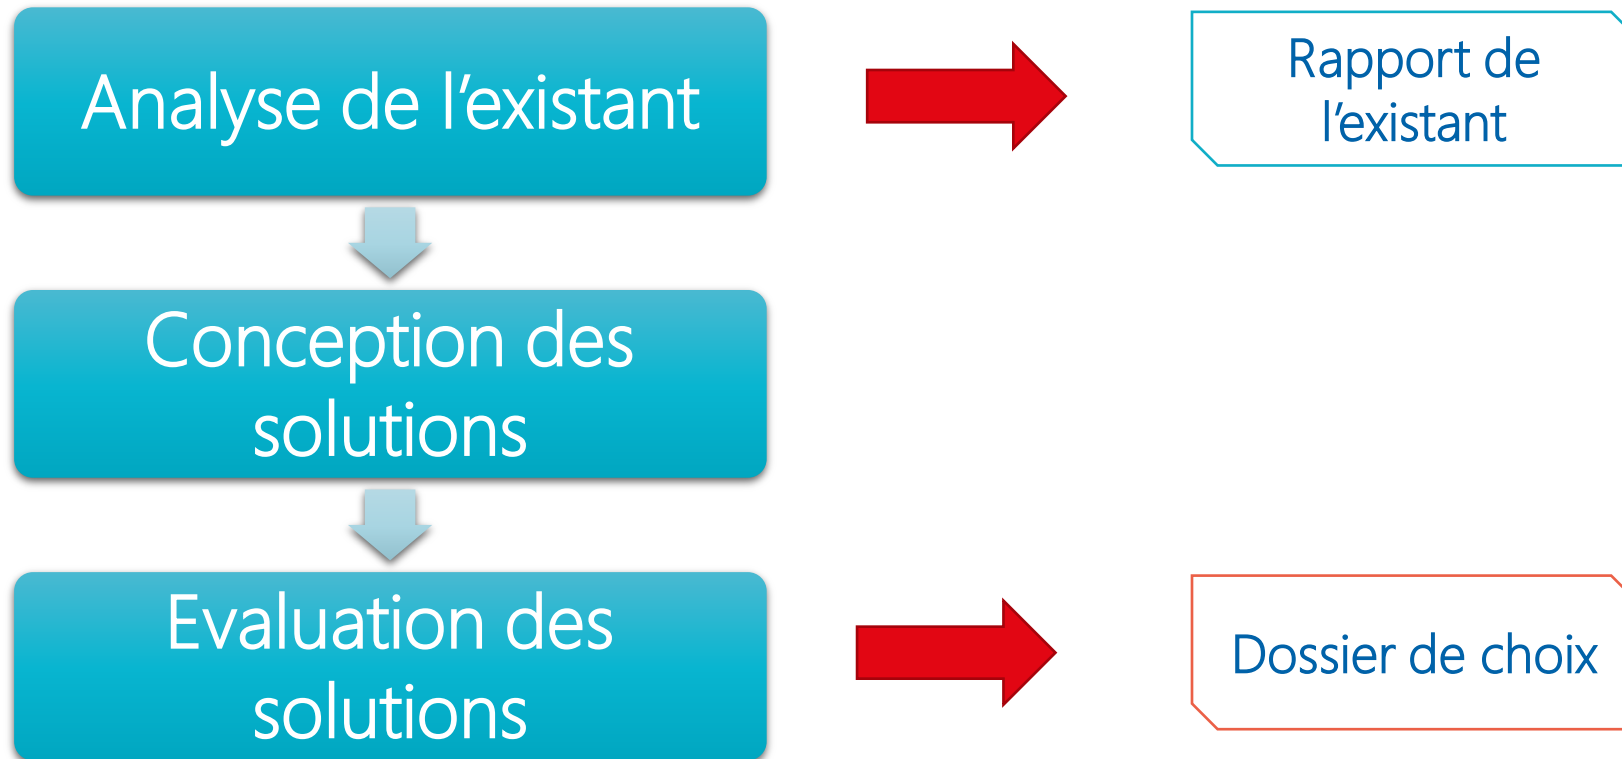 Analyse de l’existant
Rapport de
l’existant
Conception des
solutions
Evaluation des
solutions
Dossier de choix